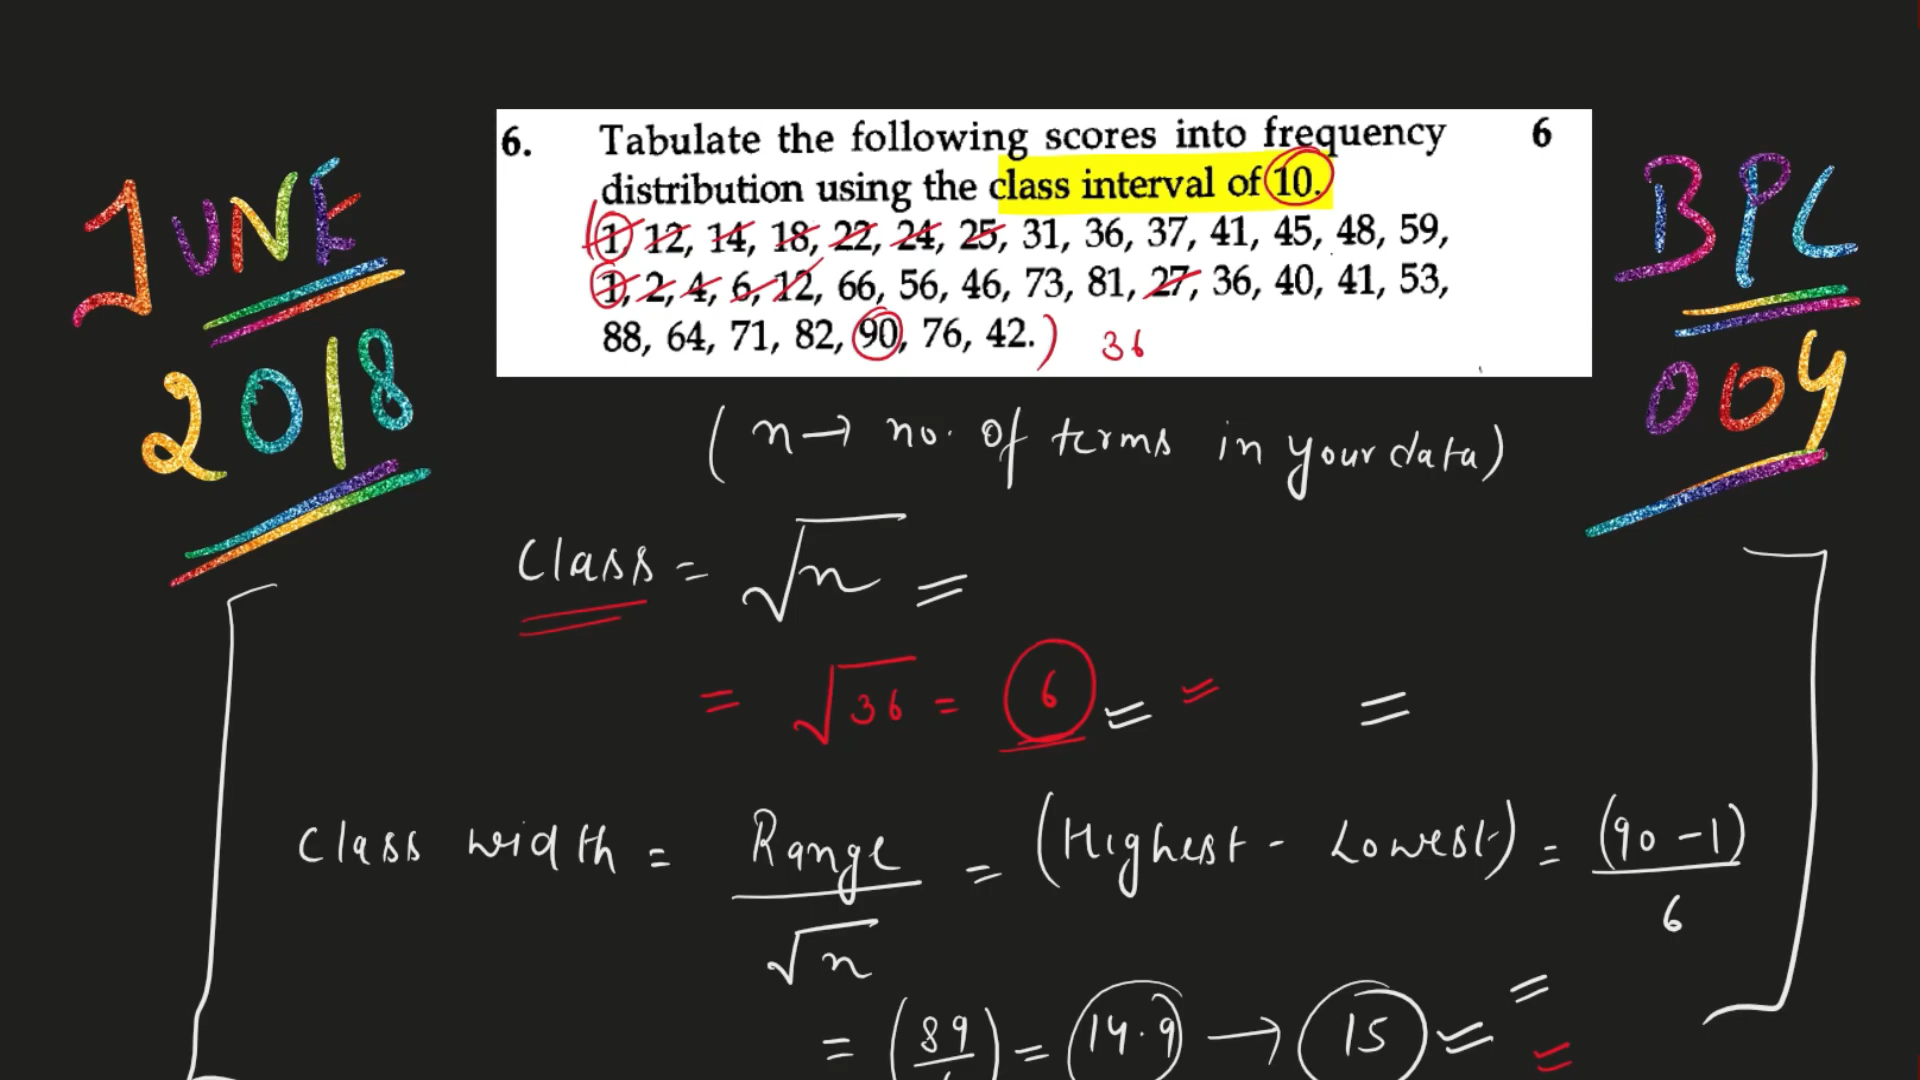 JUNE
2018
6. Tabulate the following scores into frequency 6
distribution using the class interval of 10.
1, 12, 14, 18, 22, 24, 25, 31, 36, 37, 41, 45, 48, 59,
1, 2, 4, 6, 12, 66, 56, 46, 73, 81, 27, 36, 40, 41, 53,
88, 64, 71, 82, 90, 76, 42.) 36
BPC
004
(n → no. of terms in your data)
Class = √n =
= √36 = 6 = = =
Class width = Range / √n = (Highest - Lowest) = (90 - 1) / 6
= (89 = (14.9) → 15 = = =